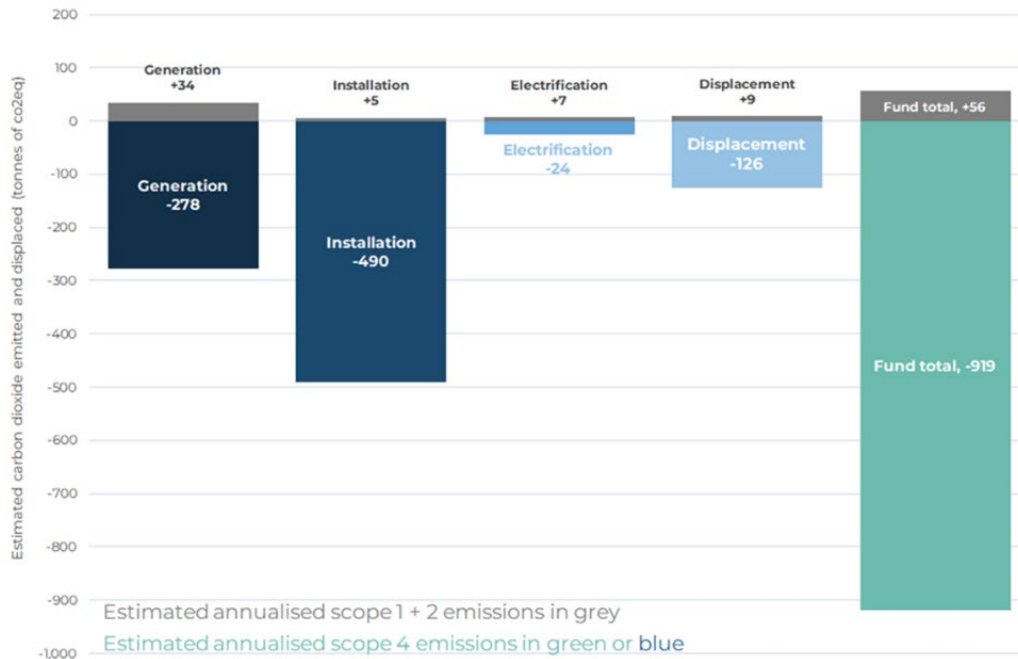 Estimated carbon dioxide emitted and displaced (tonnes of co2eq)
200
100
0
-100
-200
-300
-400
-500
-600
-700
-800
-900
-1,000
Generation
+34
Generation
-278
Installation
+5
Installation
-490
Electrification
+7
Electrification
-24
Displacement
+9
Displacement
-126
Fund total, +56
Fund total, -919
Estimated annualised scope 1 + 2 emissions in grey
Estimated annualised scope 4 emissions in green or blue